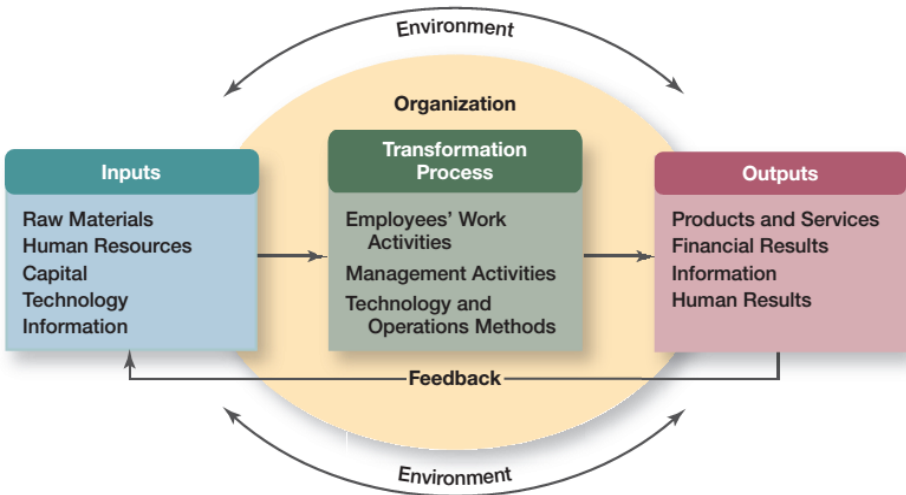 Environment
Organization
Inputs
Raw Materials
Human Resources
Capital
Technology
Information
Transformation
Process
Employees’ Work
Activities
Management Activities
Technology and
Operations Methods
Outputs
Products and Services
Financial Results
Information
Human Results
Feedback
Environment